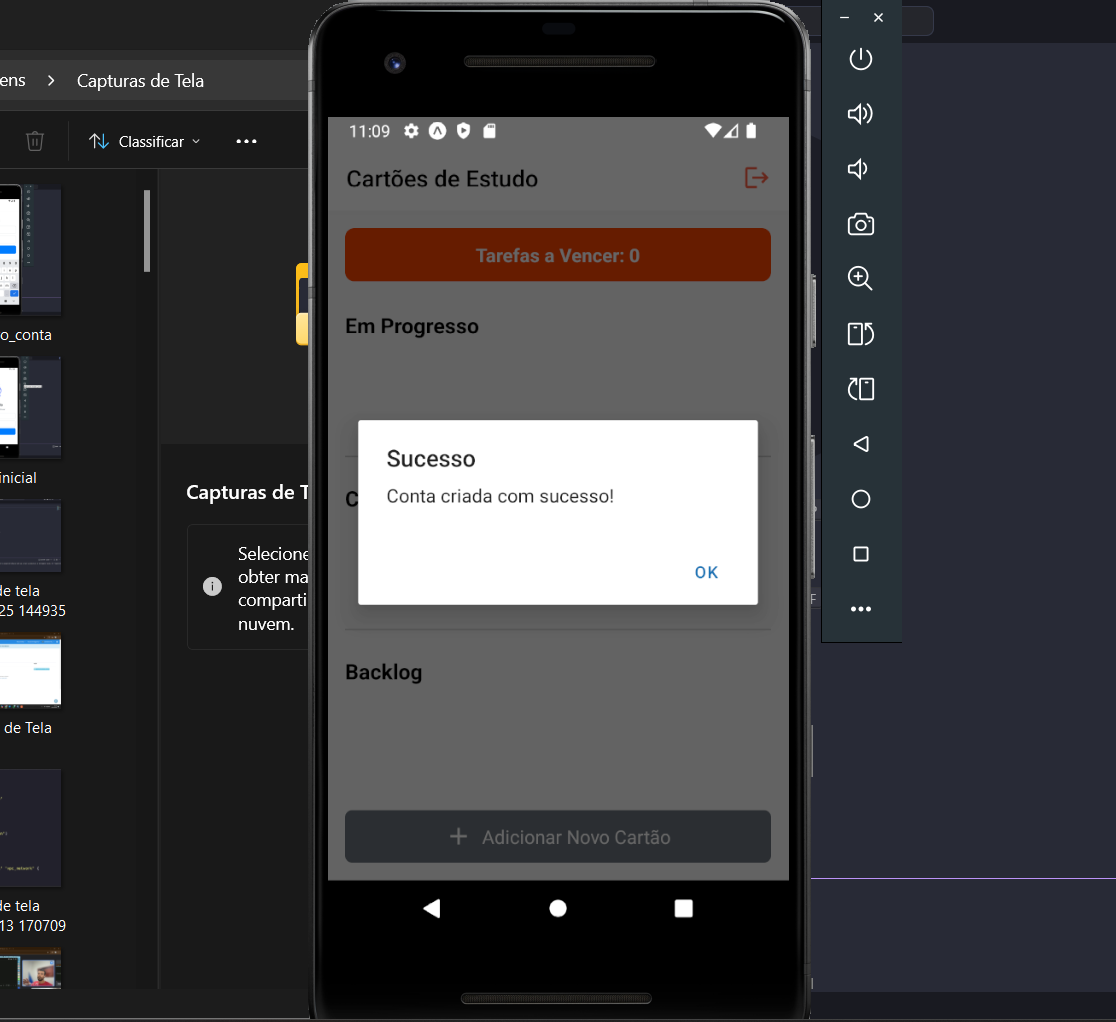 ens > Capturas de Tela
Classificar
o_conta
inicial
de tela
25 144935
de Tela
de tela
13 170709
Capturas de T
Selecione
obter ma
comparti
nuvem.
11:09
Cartões de Estudo
Tarefas a Vencer: 0
Em Progresso
C
Sucesso
Conta criada com sucesso!
OK
Backlog
+ Adicionar Novo Cartão
F